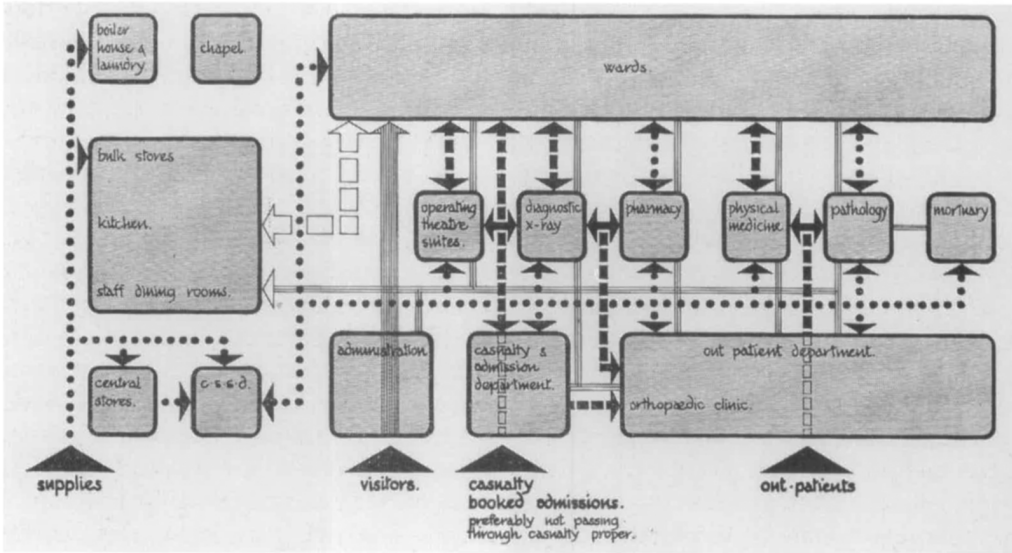 boiler
house &
laundry.
chapel.
wards.
bulk stores
kitchen.
staff dining rooms.
operating
theatre
suites.
diagnostic
x-ray
pharmacy
physical
medicine
pathology
mortuary
administration
casualty &
admission
department.
out patient department.
orthopaedic clinic.
central
stores.
c·s·s·d.
supplies
visitors.
casualty
booked admissions.
preferably not passing
through casualty proper.
out-patients